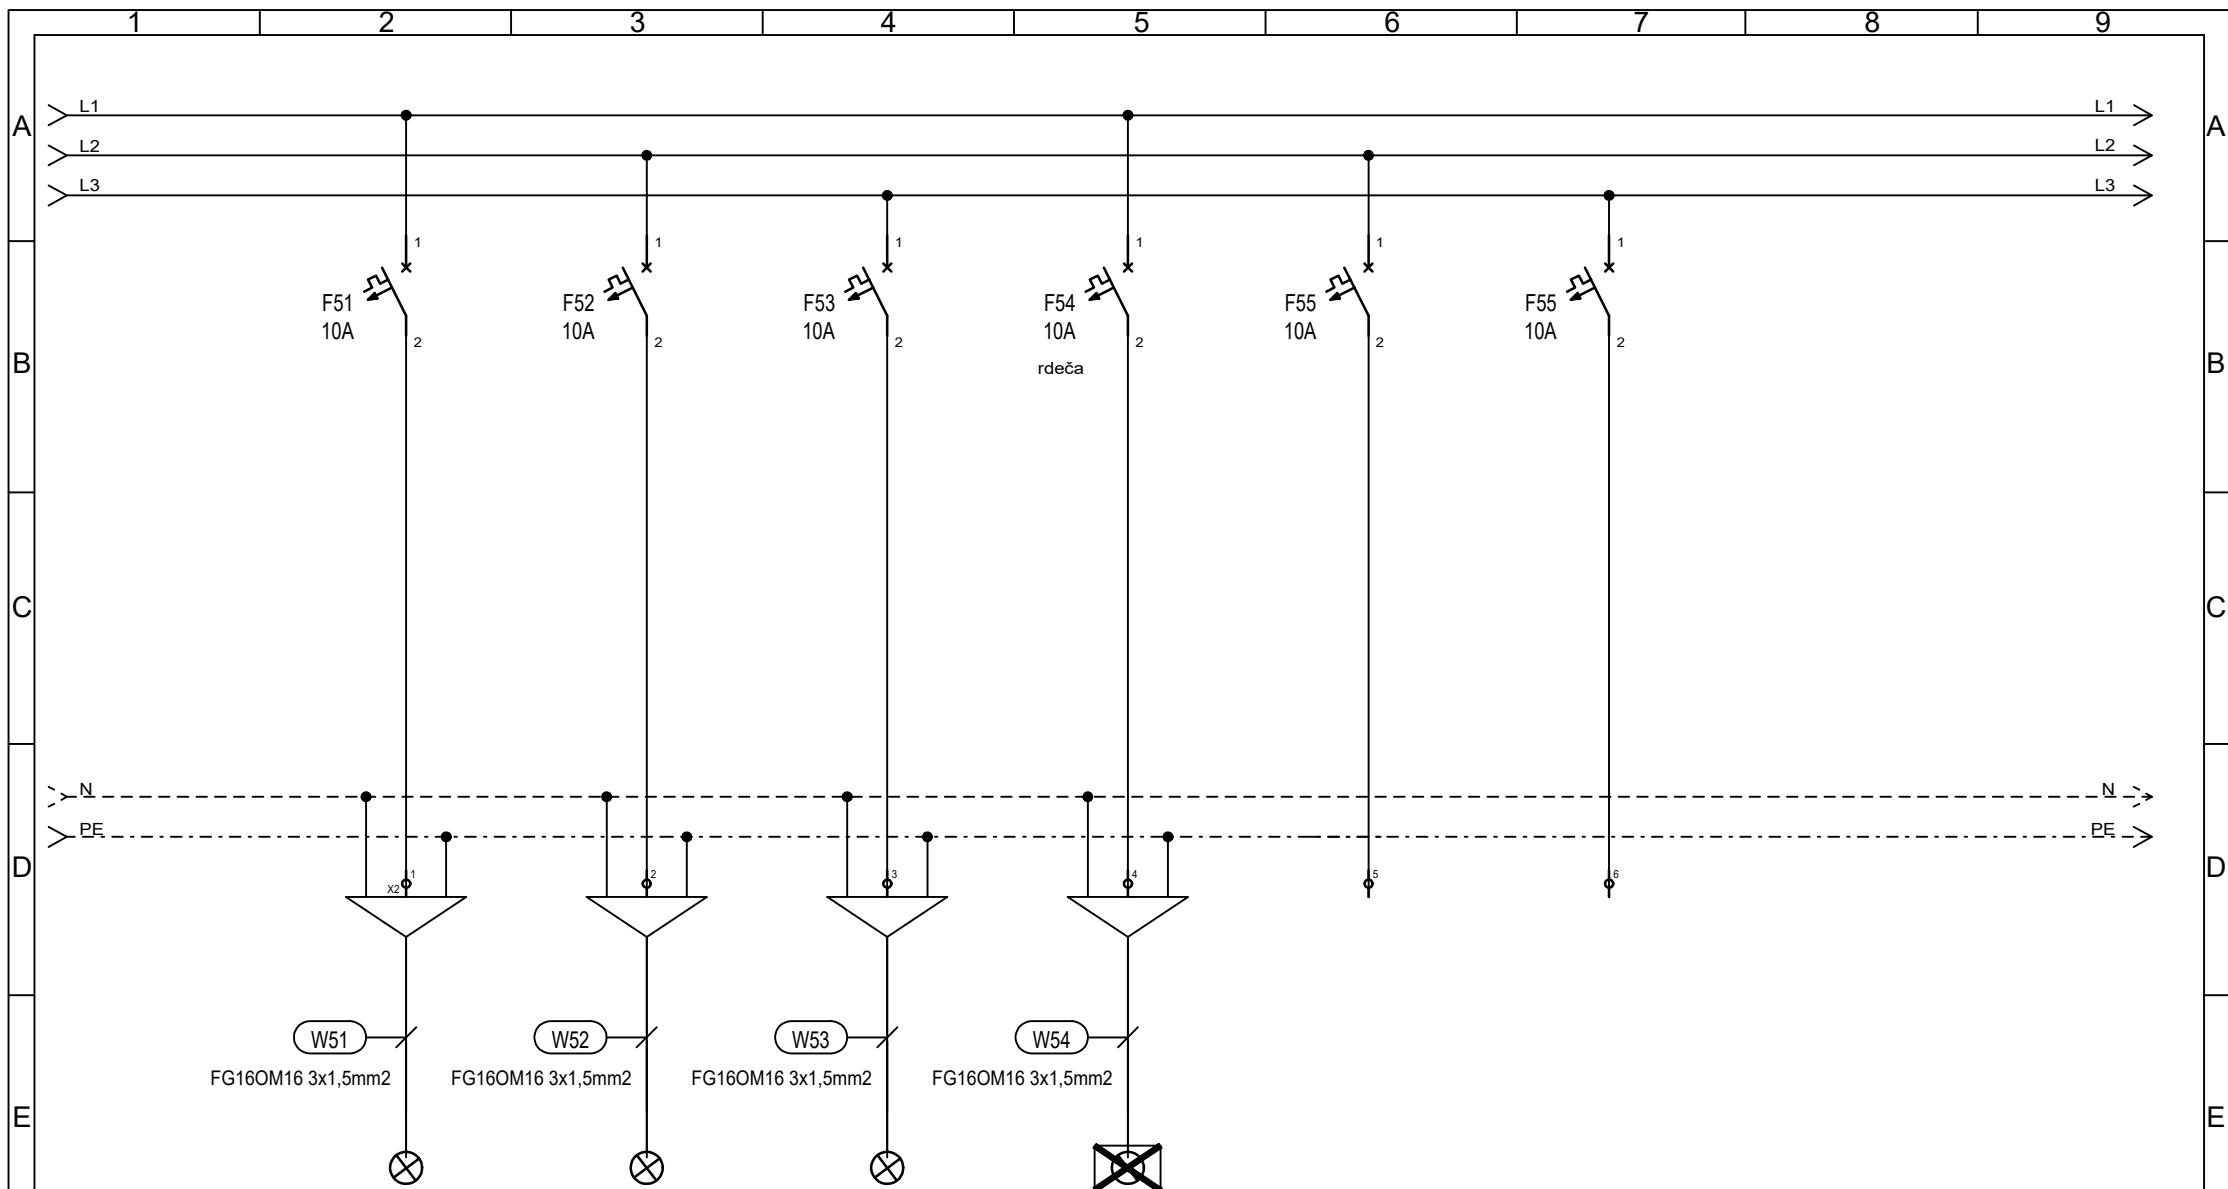 1 2 3 4 5 6 7 8 9
L1 L1
A A
L2 L2
L3 L3
1 1 1 1 1 1
F51 F52 F53 F54 F55 F55
10A 10A 10A 10A 10A 10A
2 2 2 2 2 2
B rdeča B
C C
N N
PE PE
D D
X2 1 2 3 4 5 6
W51 W52 W53 W54
FG16OM16 3x1,5mm2 FG16OM16 3x1,5mm2 FG16OM16 3x1,5mm2 FG16OM16 3x1,5mm2
E E